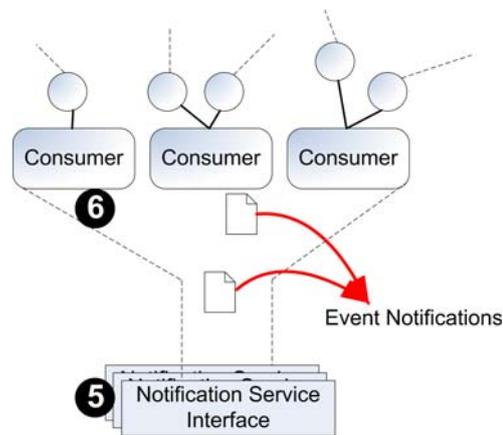 Consumer
Consumer
Consumer
6
Event Notifications
5
Notification Service
Interface